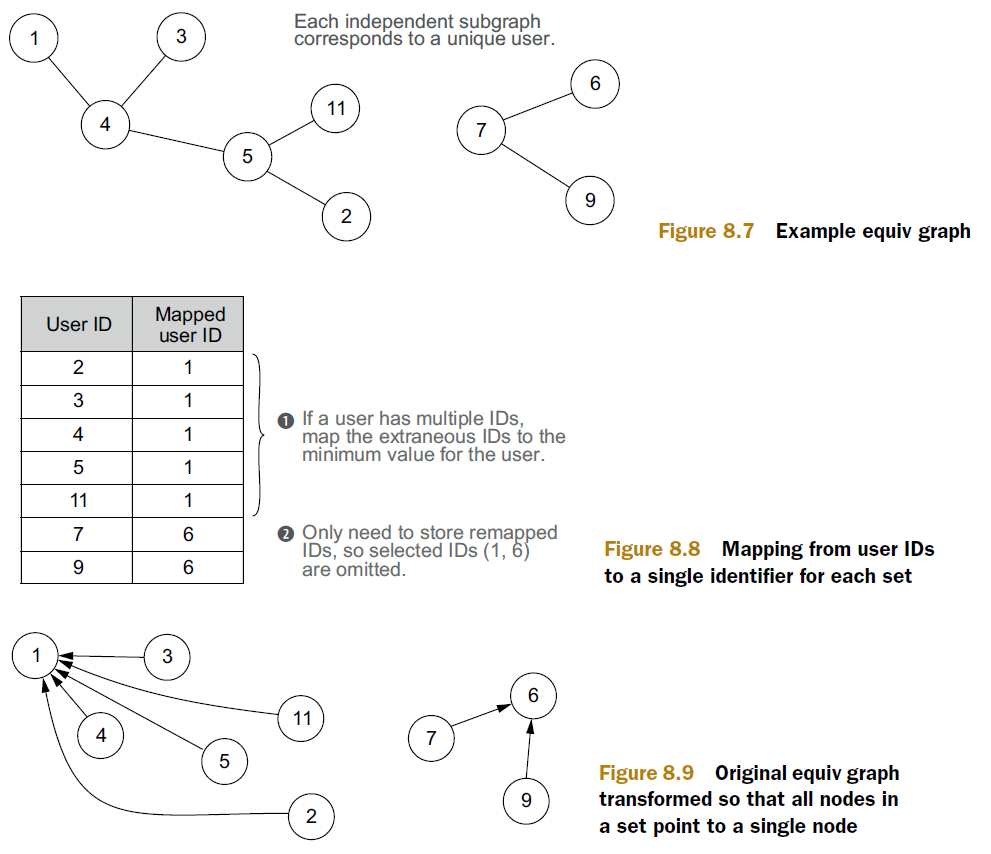 Each independent subgraph
corresponds to a unique user.
1
3
4
11
5
2
6
7
9
Figure 8.7 Example equiv graph
User ID Mapped user ID
2 1
3 1
4 1
5 1
11 1
7 6
9 6
❶ If a user has multiple IDs,
map the extraneous IDs to the
minimum value for the user.
❷ Only need to store remapped
IDs, so selected IDs (1, 6)
are omitted.
Figure 8.8 Mapping from user IDs
to a single identifier for each set
1
3
11
4
5
2
6
7
9
Figure 8.9 Original equiv graph
transformed so that all nodes in
a set point to a single node